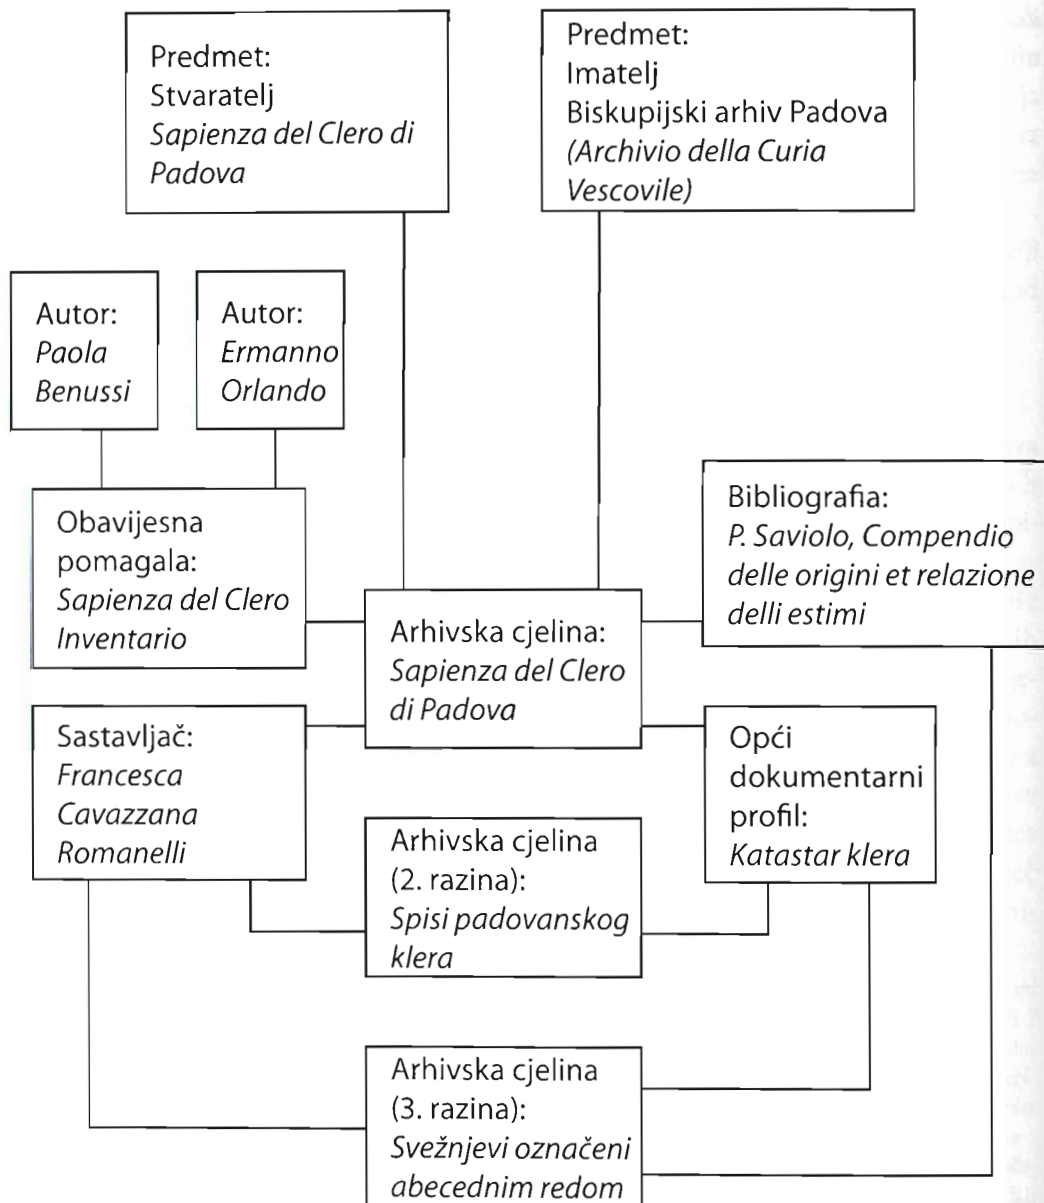 Predmet:
Stvaratelj
Sapienza del Clero di
Padova
Predmet:
Imatelj
Biskupijski arhiv Padova
(Archivio della Curia
Vescovile)
Autor:
Paola
Benussi
Autor:
Ermanno
Orlando
Obavijesna
pomagala:
Sapienza del Clero
Inventario
Bibliografia:
P. Saviolo, Compendio
delle origini et relazione
delli estimi
Arhivska cjelina:
Sapienza del Clero
di Padova
Sastavljač:
Francesca
Cavazzana
Romanelli
Opći
dokumentarni
profil:
Katastar klera
Arhivska cjelina
(2. razina):
Spisi padovanskog
klera
Arhivska cjelina
(3. razina):
Svežnjevi označeni
abecednim redom